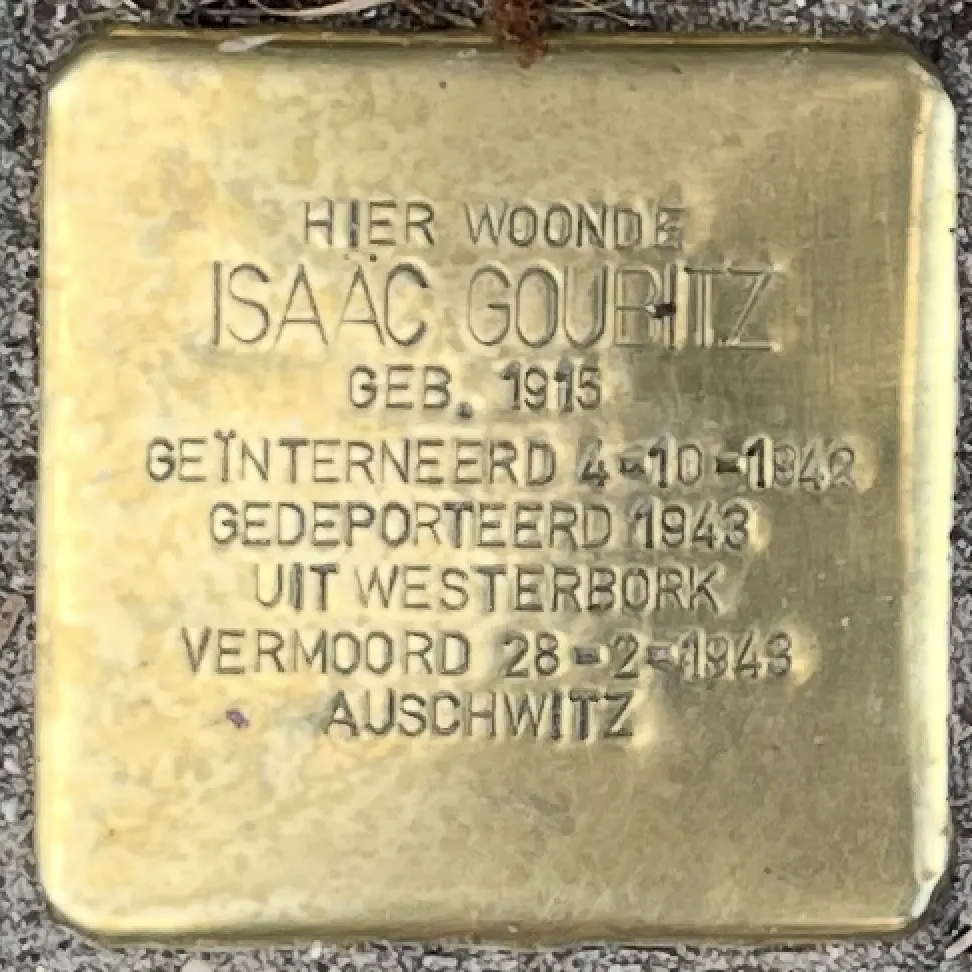 HIER WOONDE
ISAÄC GOUBITZ
GEB. 1915
GEÏNTERNEERD 4-10-1942
GEDEPORTEERD 1943
UIT WESTERBORK
VERMOORD 28-2-1943
AUSCHWITZ